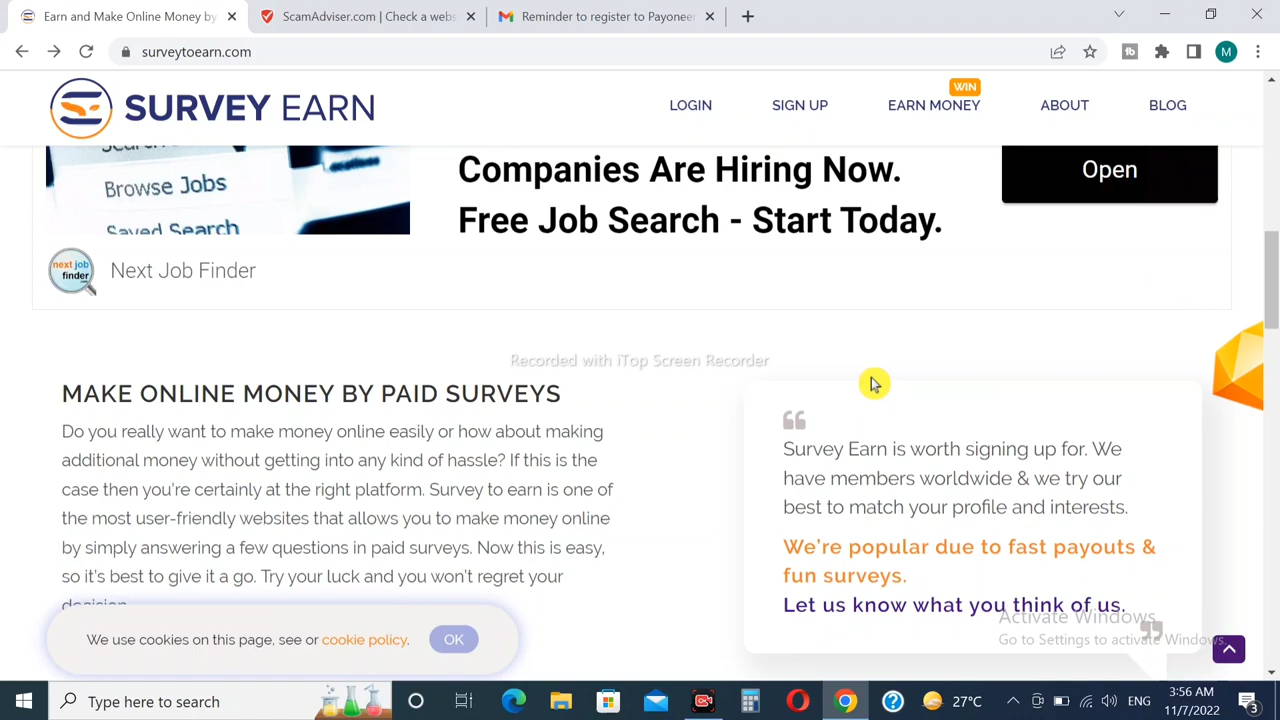 Earn and Make Online Money by
ScamAdviser.com | Check a webs
Reminder to register to Payoneer
surveytoearn.com
M
SURVEY EARN
LOGIN
SIGN UP
WIN
EARN MONEY
ABOUT
BLOG
Browse Jobs
Saved Search
Companies Are Hiring Now.
Free Job Search - Start Today.
Open
next job
finder
Next Job Finder
Recorded with iTop Screen Recorder
MAKE ONLINE MONEY BY PAID SURVEYS
Do you really want to make money online easily or how about making
additional money without getting into any kind of hassle? If this is the
case then you're certainly at the right platform. Survey to earn is one of
the most user-friendly websites that allows you to make money online
by simply answering a few questions in paid surveys. Now this is easy,
so it's best to give it a go. Try your luck and you won't regret your
decision.
Survey Earn is worth signing up for. We
have members worldwide & we try our
best to match your profile and interests.
We're popular due to fast payouts &
fun surveys.
Let us know what you think of us.
We use cookies on this page, see or cookie policy.
OK
Activate Windows
Go to Settings to activate Windows.
Type here to search
27°C
ENG
3:56 AM
11/7/2022
3